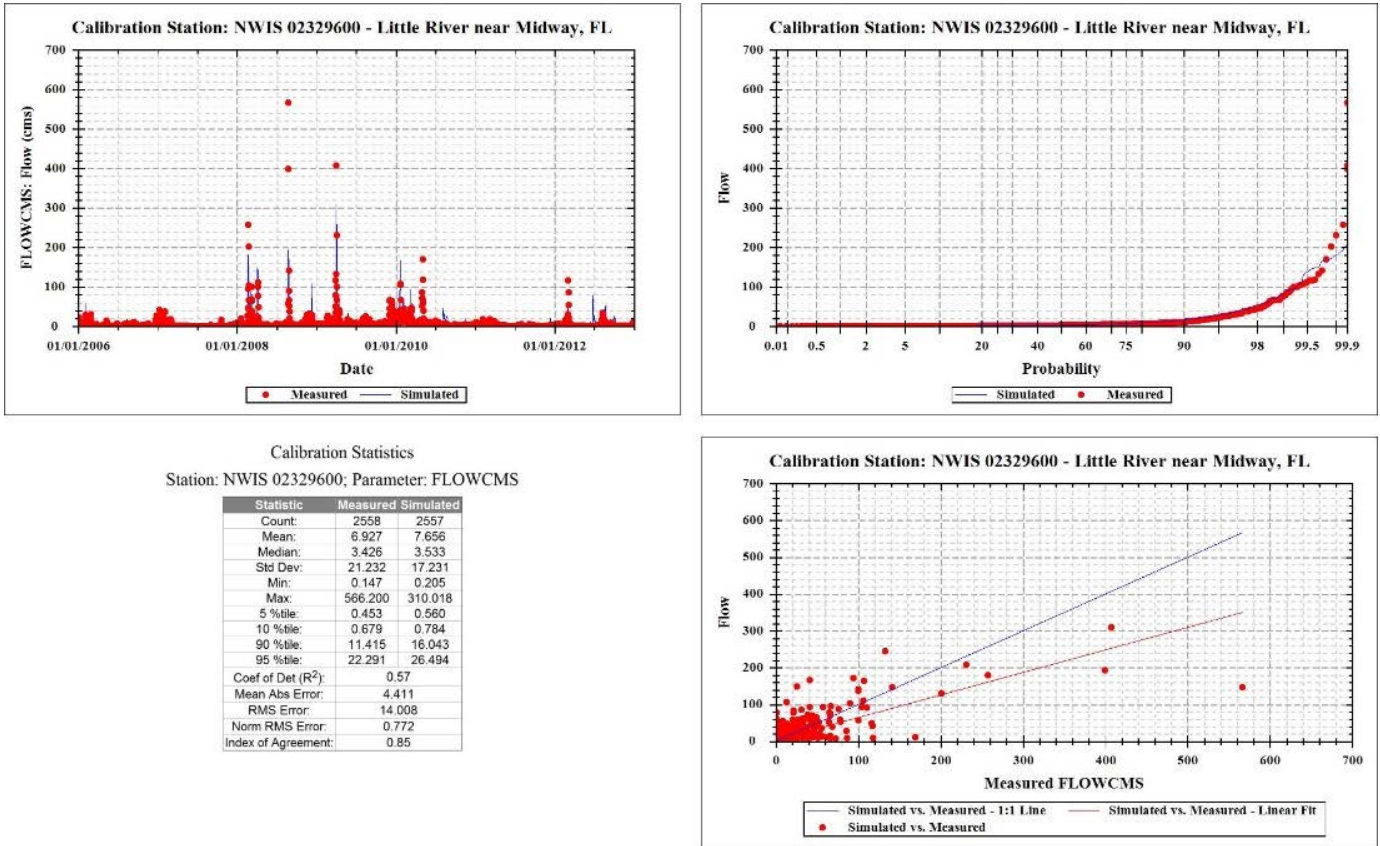 Calibration Station: NWIS 02329600 - Little River near Midway, FL
700
600
500
400
300
200
100
0
FLOWCMS: Flow (cms)
01/01/2006 01/01/2008 01/01/2010 01/01/2012
Date
Measured Simulated
Calibration Station: NWIS 02329600 - Little River near Midway, FL
700
600
500
400
300
200
100
0
Flow
0.01 0.5 2 5 20 40 60 75 90 98 99.5 99.9
Probability
Simulated Measured
Calibration Statistics
Station: NWIS 02329600; Parameter: FLOWCMS
Statistic Measured Simulated
Count: 2558 2557
Mean: 6.927 7.656
Median: 3.426 3.533
Std Dev: 21.232 17.231
Min: 0.147 0.205
Max: 566.200 310.018
5 %tile: 0.453 0.560
10 %tile: 0.679 0.784
90 %tile: 11.415 16.043
95 %tile: 22.291 26.494
Coef of Det (R²): 0.57
Mean Abs Error: 4.411
RMS Error: 14.008
Norm RMS Error: 0.772
Index of Agreement: 0.85
Calibration Station: NWIS 02329600 - Little River near Midway, FL
700
600
500
400
300
200
100
0
Flow
0 100 200 300 400 500 600 700
Measured FLOWCMS
Simulated vs. Measured - 1:1 Line Simulated vs. Measured - Linear Fit
Simulated vs. Measured